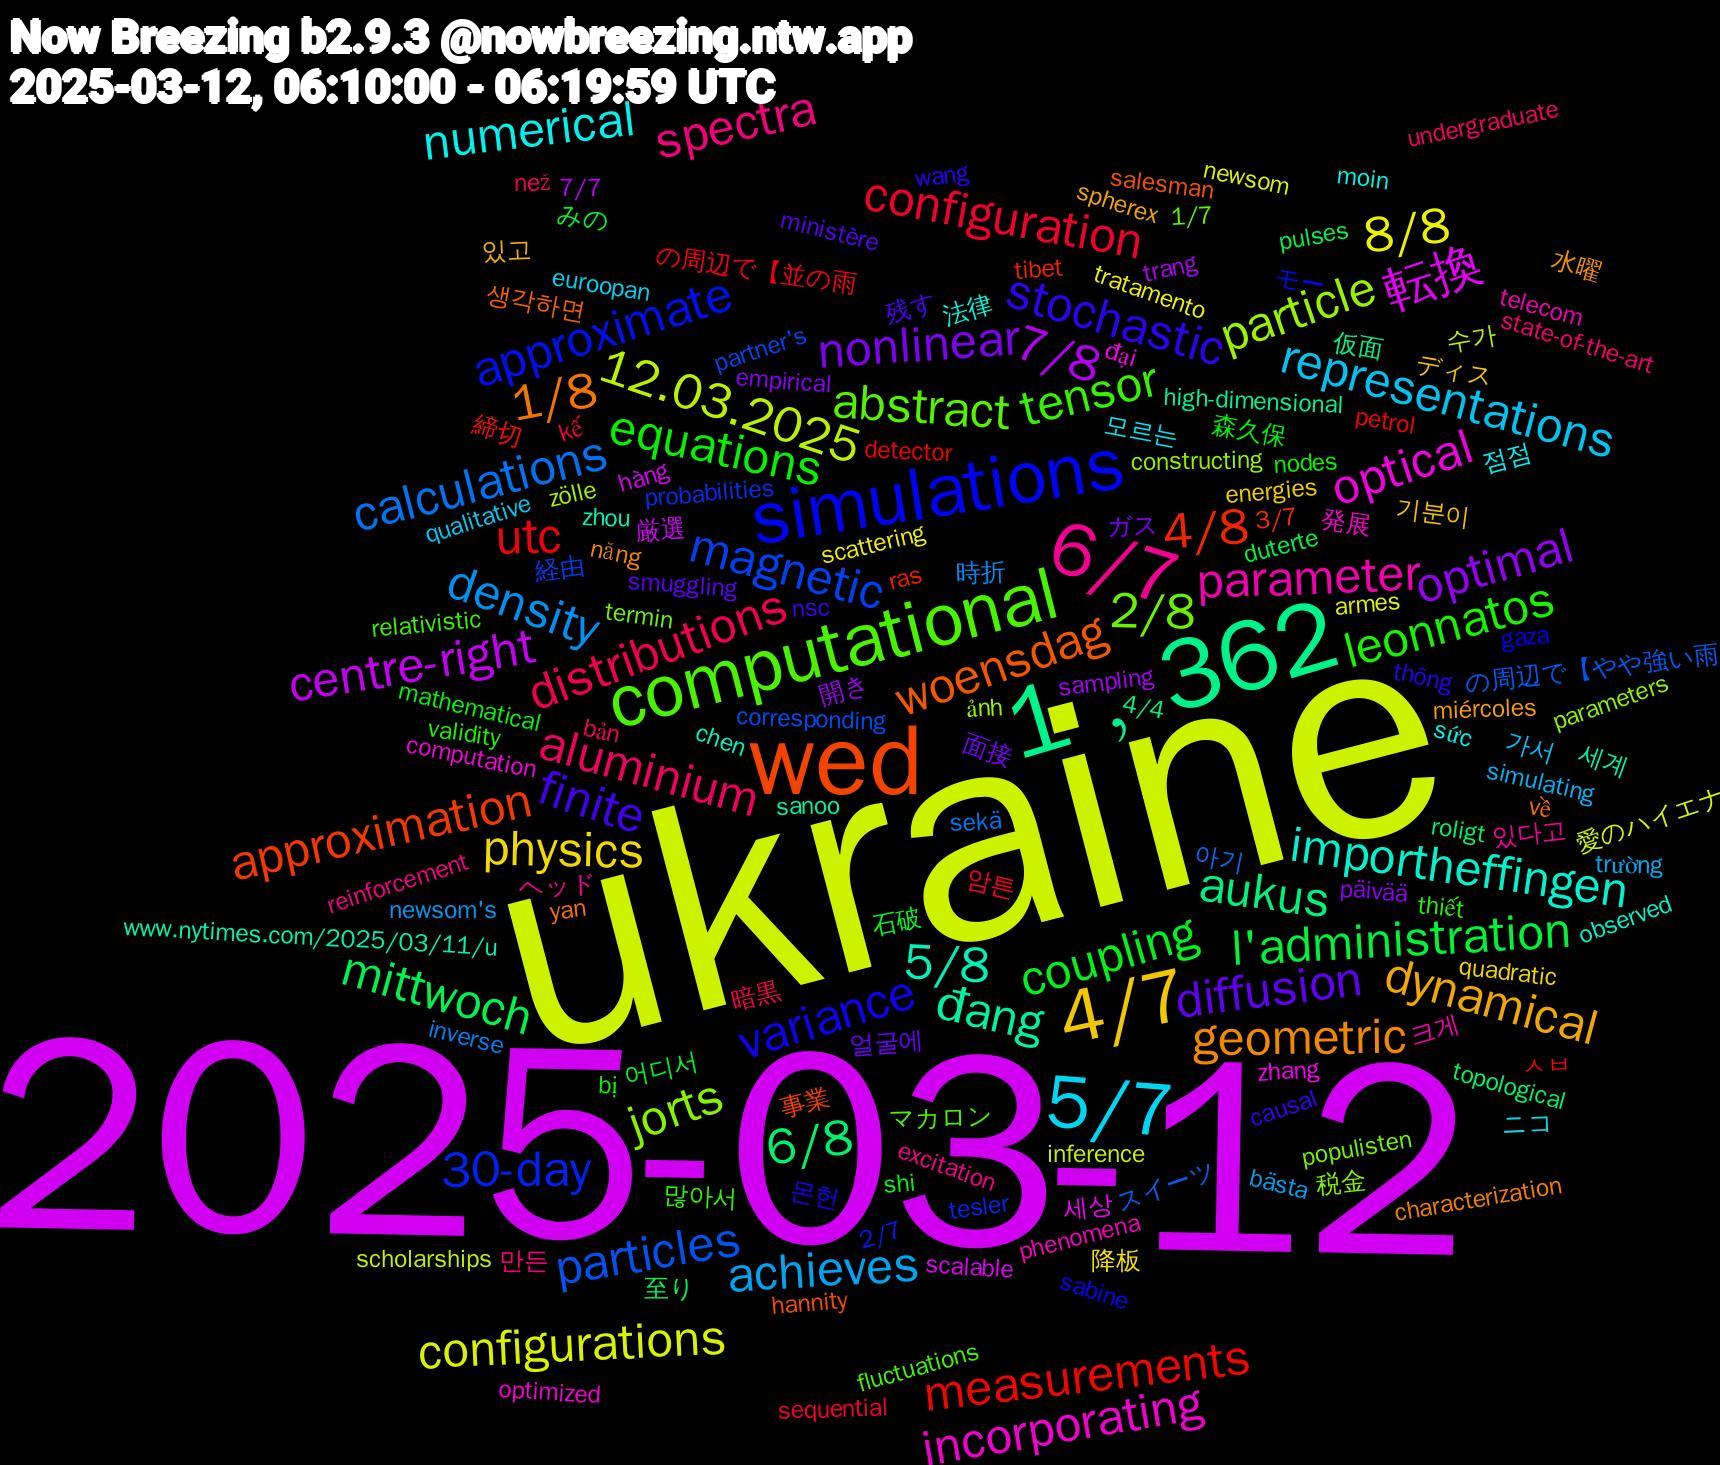 Now Breezing b2.9.3 @nowbreezing.ntw.app
2025-03-12, 06:10:00 - 06:19:59 UTC
numerical
spectra
než
7/7
みの
wang
ministère
configuration
salesman
moin
newsom
spherex
1/7
undergraduate
8/8
pulses
trang
水曜
있고
euroopan
の周辺で【並の雨
tibet
tratamento
モー
생각하면
残す
stochastic
法律
telecom
particle
転換
仮面
수가
state-of-the-art
approximate
partner's
nonlinear
7/8
đại
representations
ディス
1/8
12.03.2025
empirical
abstract
tensor
high-dimensional
締切
kế
petrol
모르는
森久保
equations
detector
constructing
점점
optical
calculations
zölle
probabilities
nodes
energies
기분이
qualitative
zhou
厳選
hàng
simulations
ガス
6/7
4/8
3/7
utc
scattering
経由
năng
magnetic
duterte
quadratic
density
smuggling
時折
optimal
ras
nsc
armes
parameter
2/8
termin
gaza
relativistic
computational
distributions
woensdag
362
leonnatos
の周辺で【やや強い雨
centre-right
thông
開き
sampling
4/4
parameters
mathematical
corresponding
1
,
miércoles
ảnh
validity
bản
chen
面接
sức
가서
세계
computation
aluminium
wed
simulating
愛のハイエナ
finite
sanoo
về
approximation
physics
sekä
roligt
있다고
importheffingen
아기
trường
ukraine
reinforcement
ヘッド
암튼
aukus
päivää
thiết
newsom's
石破
yan
observed
www.nytimes.com/2025/03/11/u
5/8
l'administration
coupling
mittwoch
暗黒
4/7
dynamical
diffusion
variance
đang
inverse
geometric
크게
얼굴에
어디서
ㅅㅂ
zhang
topological
bị
事業
5/7
causal
ニコ
2025-03-12
jorts
マカロン
6/8
populisten
30-day
excitation
inference
税金
bästa
スイーツ
shi
많아서
몬헌
characterization
세상
tesler
2/7
particles
phenomena
scholarships
만든
achieves
降板
至り
scalable
sabine
hannity
configurations
fluctuations
measurements
optimized
sequential
incorporating